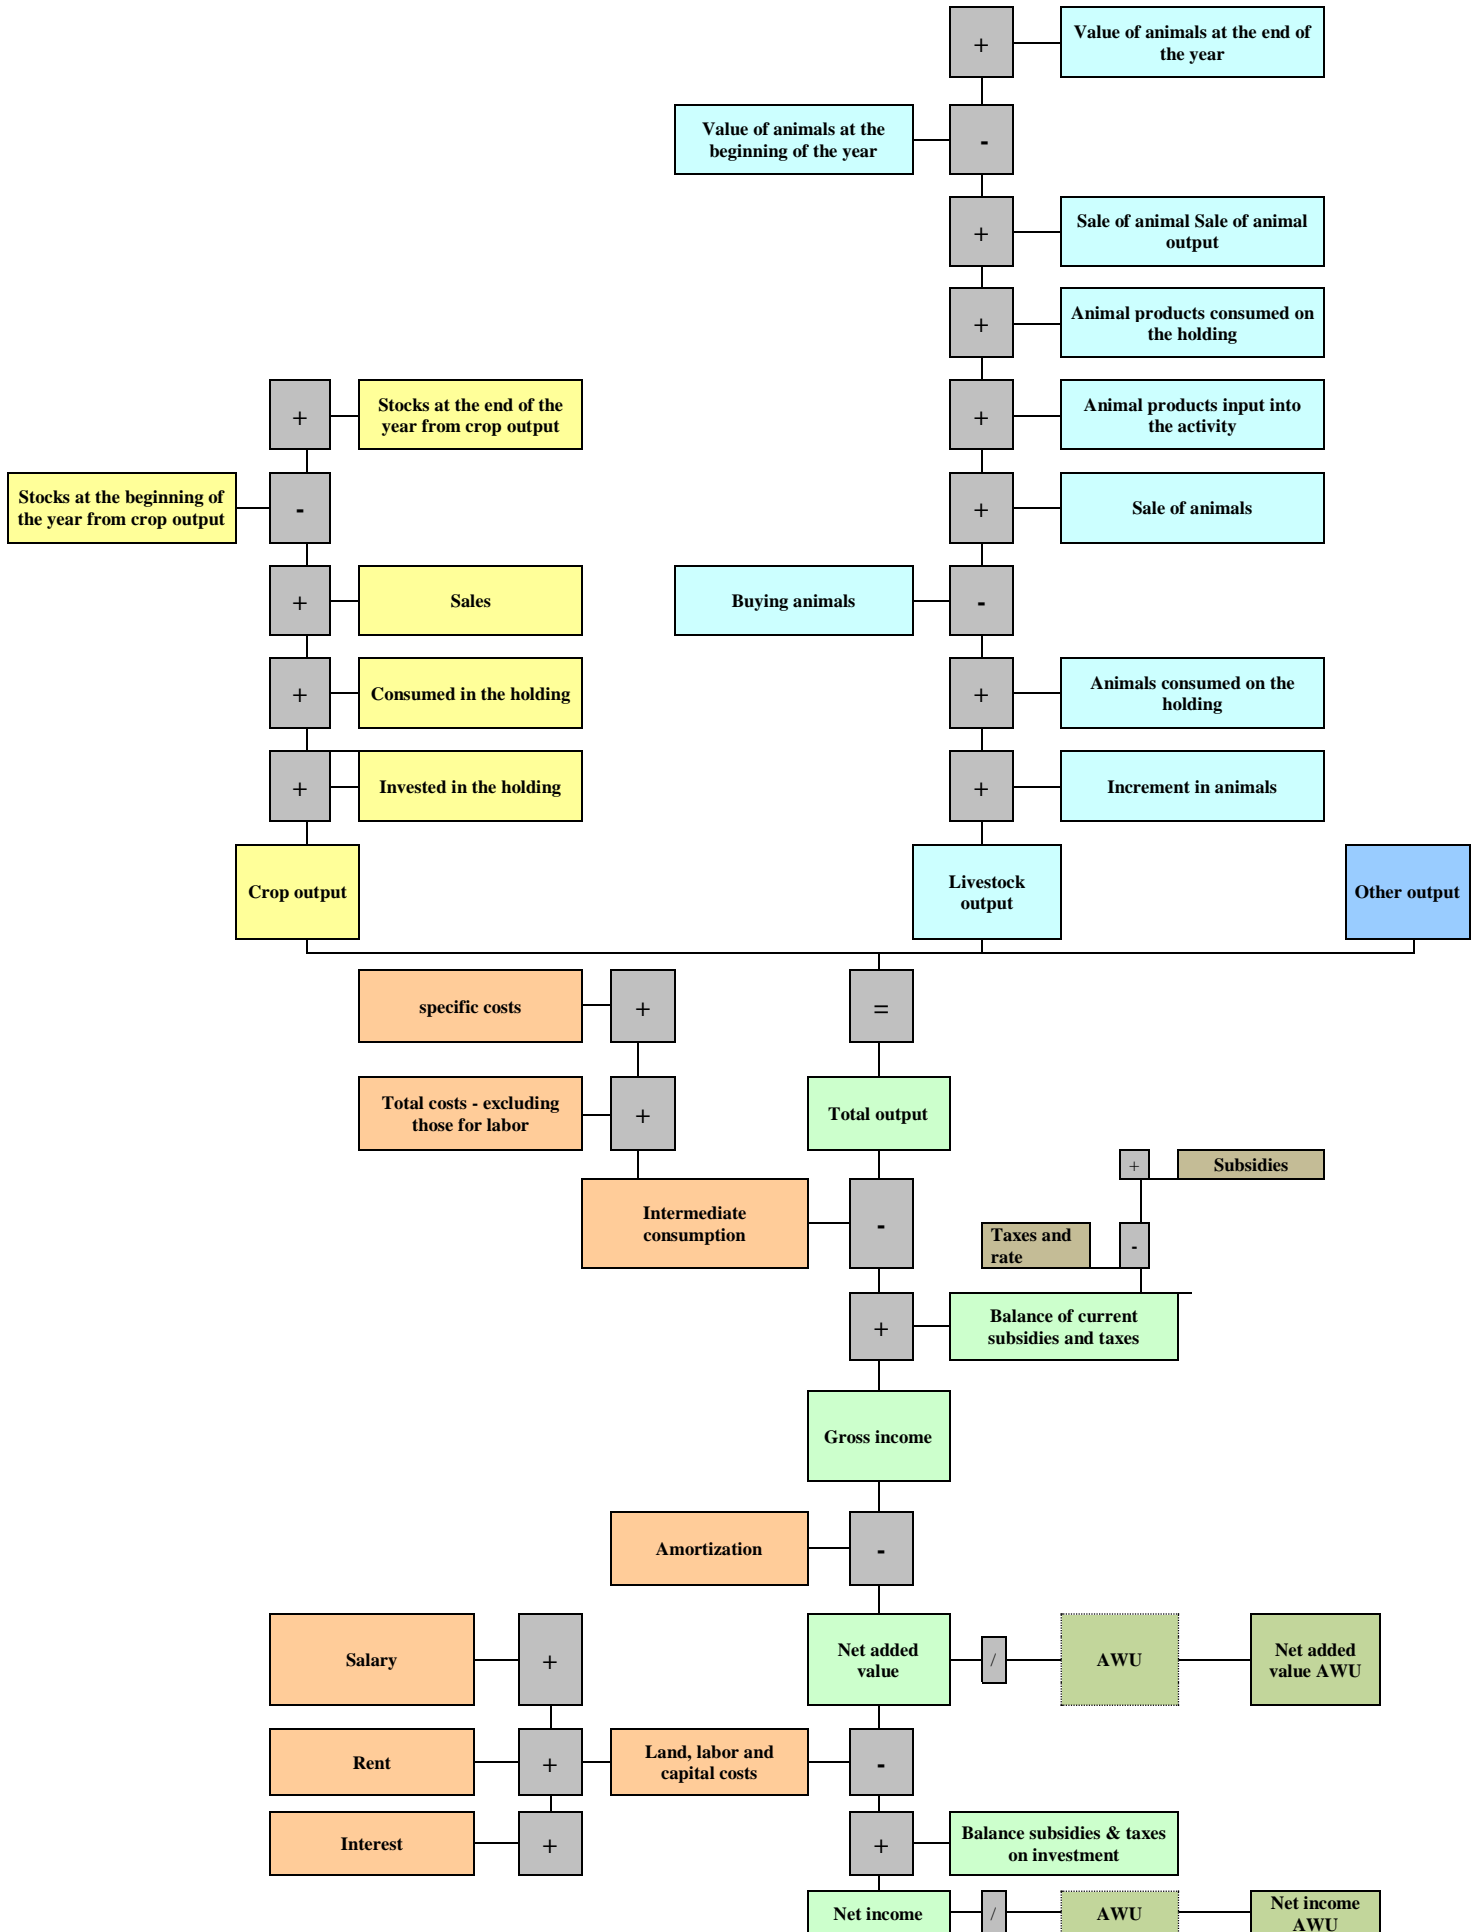 +
Value of animals at the end of
the year
Value of animals at the
beginning of the year
-
+
Sale of animal Sale of animal
output
+
Animal products consumed on
the holding
+
Stocks at the end of the
year from crop output
+
Animal products input into
the activity
Stocks at the beginning of
the year from crop output
-
+
Sale of animals
+
Sales
Buying animals
-
+
Consumed in the holding
+
Animals consumed on the
holding
+
Invested in the holding
+
Increment in animals
Crop output
Livestock
output
Other output
specific costs
+
=
Total costs - excluding
those for labor
+
Total output
+
Subsidies
Intermediate
consumption
-
Taxes and
rate
-
+
Balance of current
subsidies and taxes
Gross income
Amortization
-
Salary
+
Net added
value
/
AWU
Net added
value AWU
Rent
+
Land, labor and
capital costs
-
Interest
+
+
Balance subsidies & taxes
on investment
Net income
/
AWU
Net income
AWU